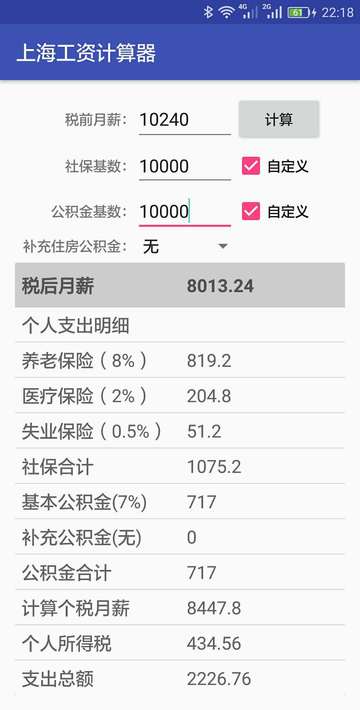 4G 2G 61 22:18
上海工资计算器
税前月薪： 10240 计算
社保基数： 10000 自定义
公积金基数： 10000 自定义
补充住房公积金： 无
税后月薪 8013.24
个人支出明细
养老保险（8%） 819.2
医疗保险（2%） 204.8
失业保险（0.5%） 51.2
社保合计 1075.2
基本公积金(7%) 717
补充公积金(无) 0
公积金合计 717
计算个税月薪 8447.8
个人所得税 434.56
支出总额 2226.76